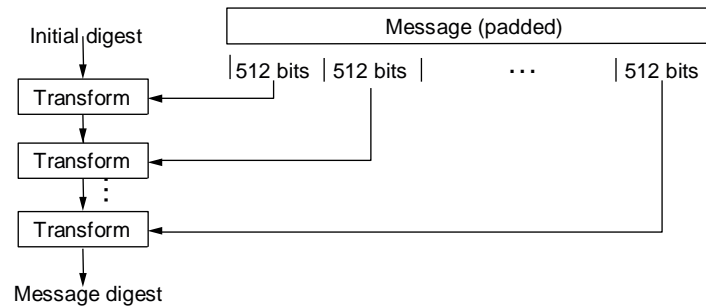 Message (padded)
Initial digest
512 bits 512 bits ... 512 bits
Transform
Transform
Transform
Message digest